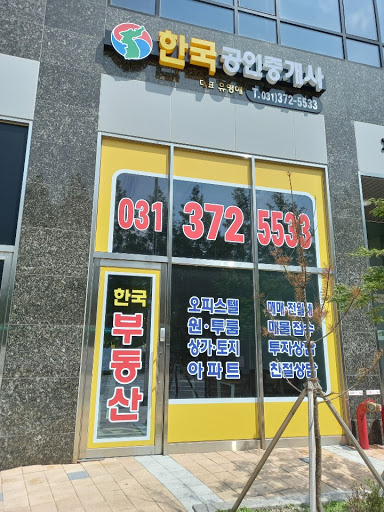 한국 공인중개사
대표 유명애 T.031)372-5533
031 372 5533
한국
부동산
오피스텔
원·투룸
상가·토지
아파트
매매·전월세
매물접수
투자상담
친절상담